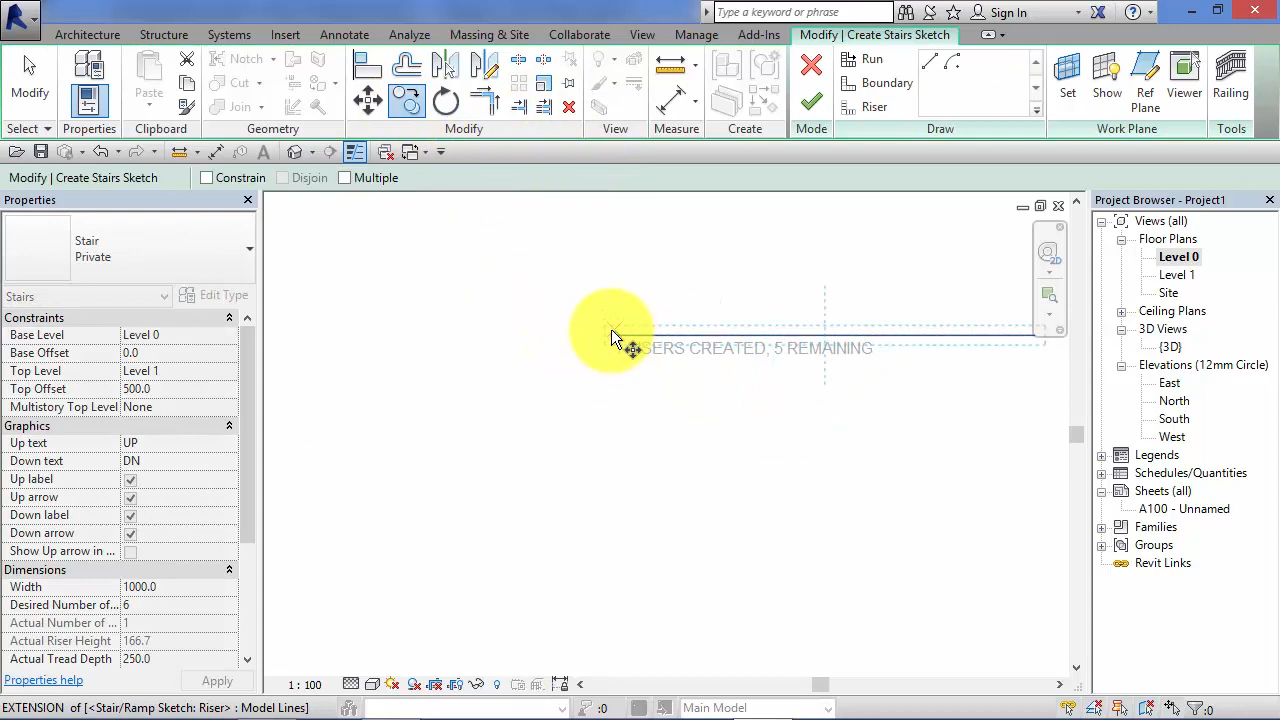 Type a keyword or phrase
Sign In
Architecture
Structure
Systems
Insert
Annotate
Analyze
Massing & Site
Collaborate
View
Manage
Add-Ins
Modify | Create Stairs Sketch
Modify
Paste
Notch
Cut
Join
Run
Boundary
Riser
Set
Show
Ref
Plane
Viewer
Railing
Select
Properties
Clipboard
Geometry
Modify
View
Measure
Create
Mode
Draw
Work Plane
Tools
Modify | Create Stairs Sketch
Constrain
Disjoin
Multiple
Properties
Stair
Private
Stairs
Edit Type
Constraints
Base Level
Level 0
Base Offset
0.0
Top Level
Level 1
Top Offset
500.0
Multistory Top Level
None
Graphics
Up text
UP
Down text
DN
Up label
Up arrow
Down label
Down arrow
Show Up arrow in ...
Dimensions
Width
1000.0
Desired Number of...
6
Actual Number of ...
1
Actual Riser Height
166.7
Actual Tread Depth
250.0
Properties help
Apply
SERS CREATED, 5 REMAINING
2D
Project Browser - Project1
Views (all)
Floor Plans
Level 0
Level 1
Site
Ceiling Plans
3D Views
{3D}
Elevations (12mm Circle)
East
North
South
West
Legends
Schedules/Quantities
Sheets (all)
A100 - Unnamed
Families
Groups
Revit Links
1 : 100
EXTENSION of [<Stair/Ramp Sketch: Riser> : Model Lines]
:0
Main Model
:0